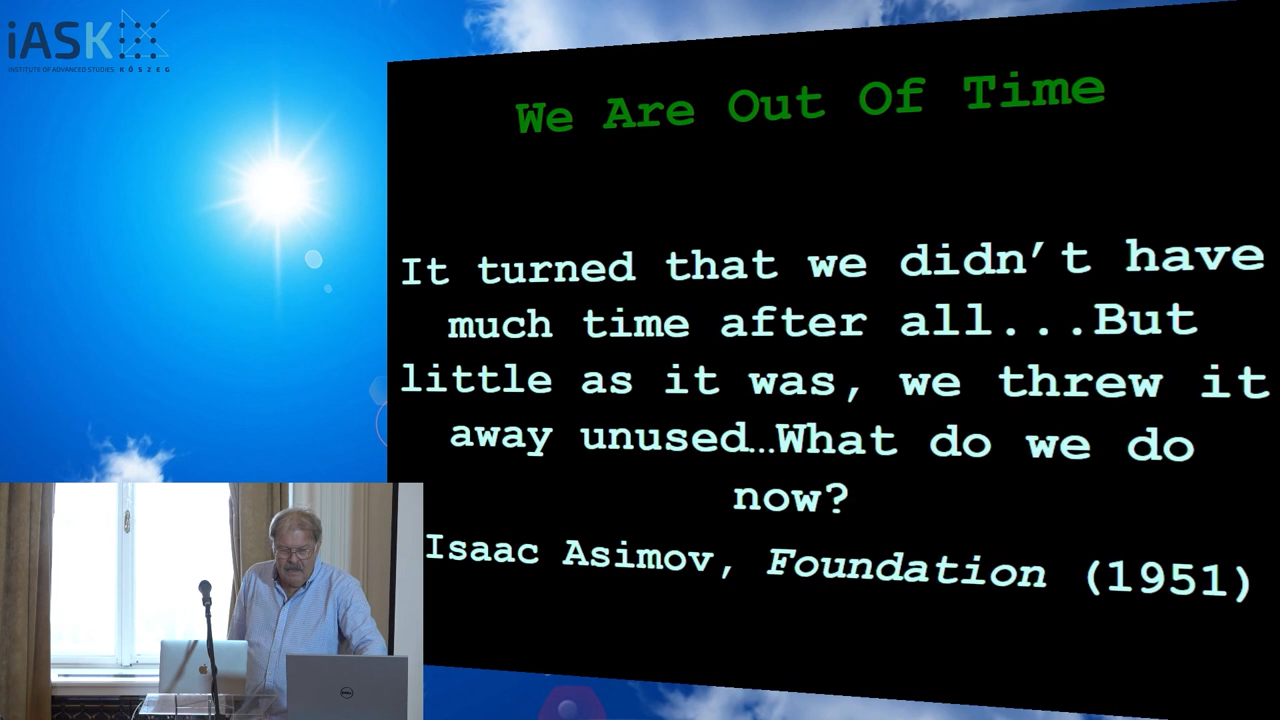 iASK
INSTITUTE OF ADVANCED STUDIES KŐSZEG
We Are Out Of Time
It turned that we didn’t have
much time after all...But
little as it was, we threw it
away unused…What do we do
now?
Isaac Asimov, Foundation (1951)
DELL